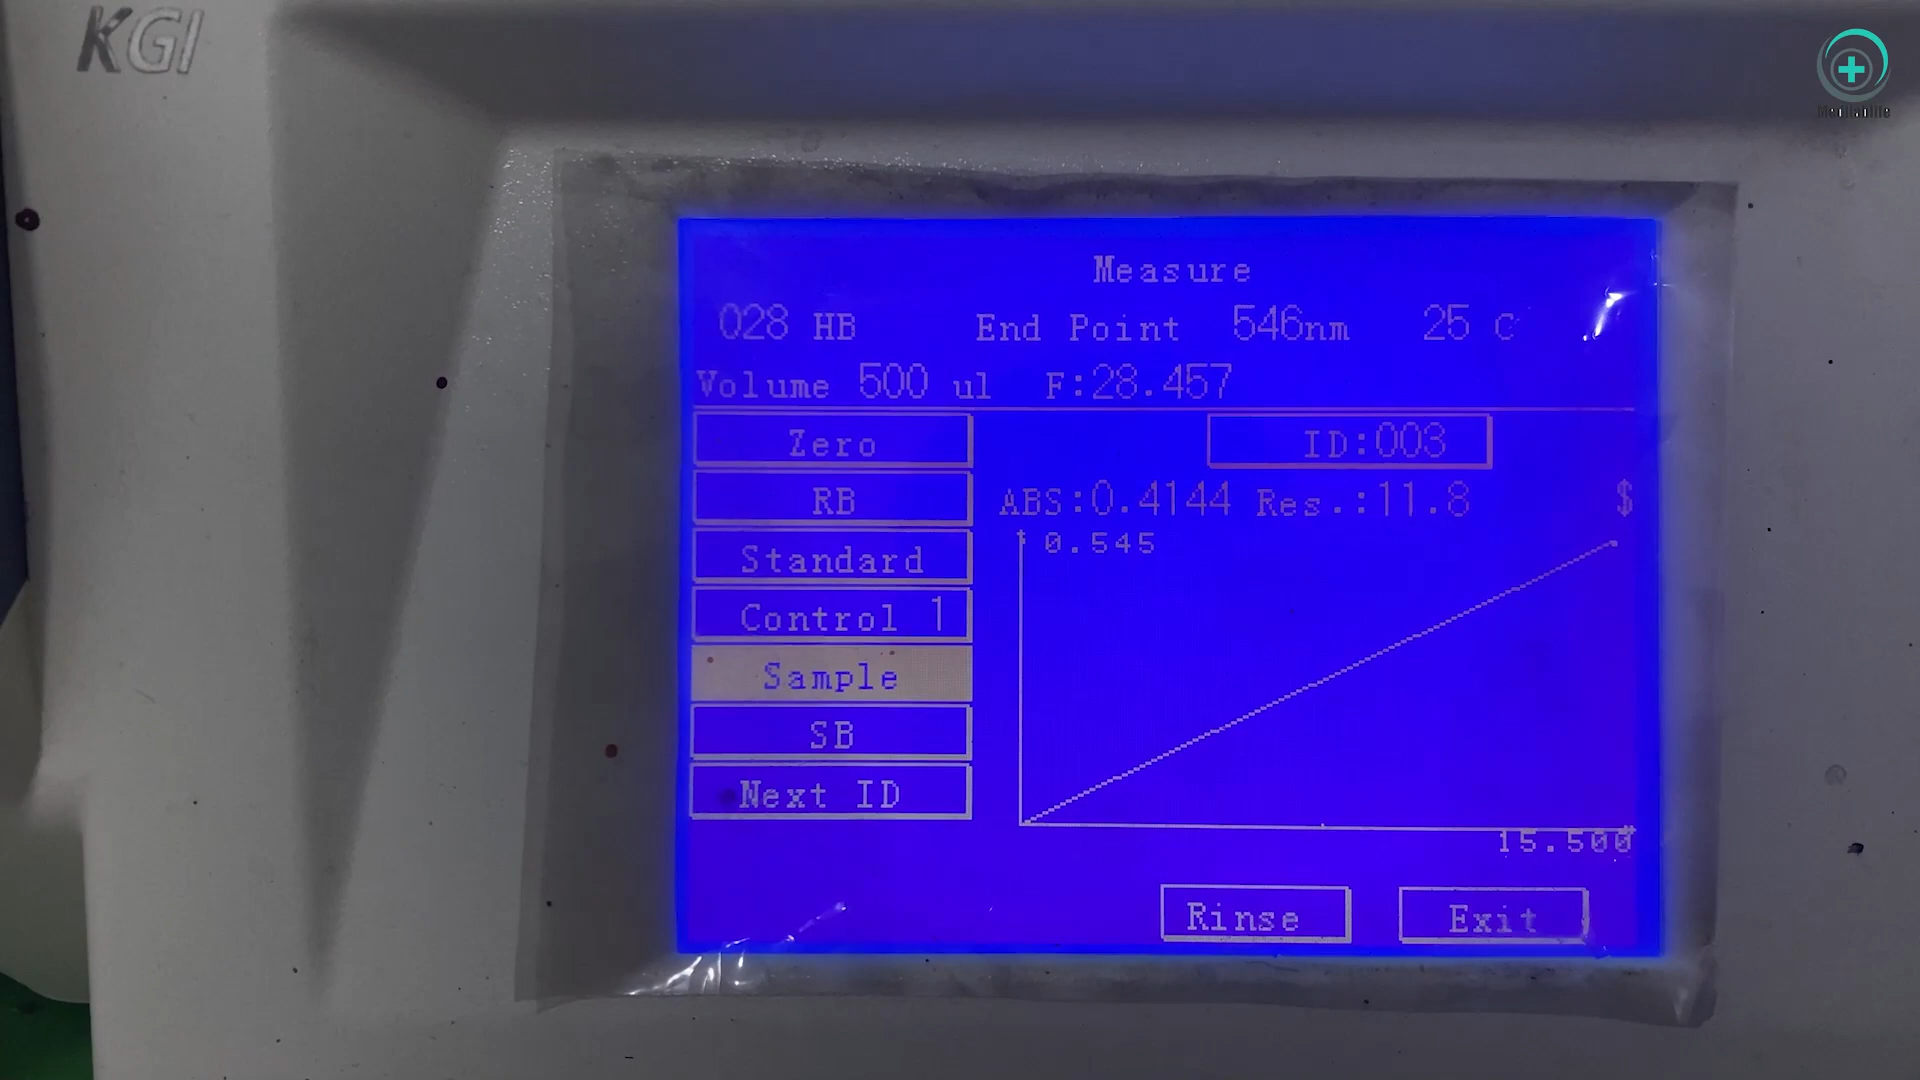 KGI
Medilablife
Measure
028 HB End Point 546nm 25 C
Volume 500 ul F:28.457
Zero
ID:003
RB
ABS:0.4144 Res.:11.8 $
Standard
0.545
Control 1
Sample
SB
Next ID
15.500
Rinse
Exit